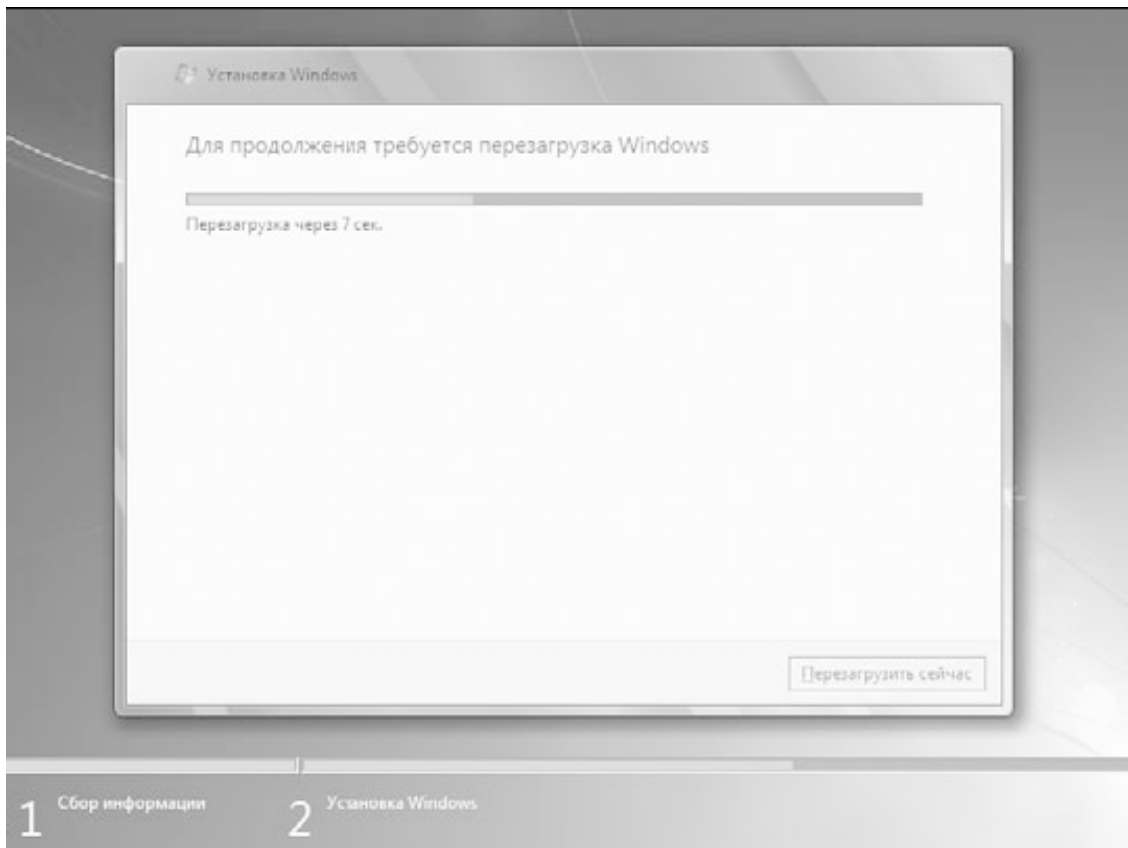 Установка Windows
Для продолжения требуется перезагрузка Windows
Перезагрузка через 7 сек.
Перезагрузить сейчас
1 Сбор информации
2 Установка Windows